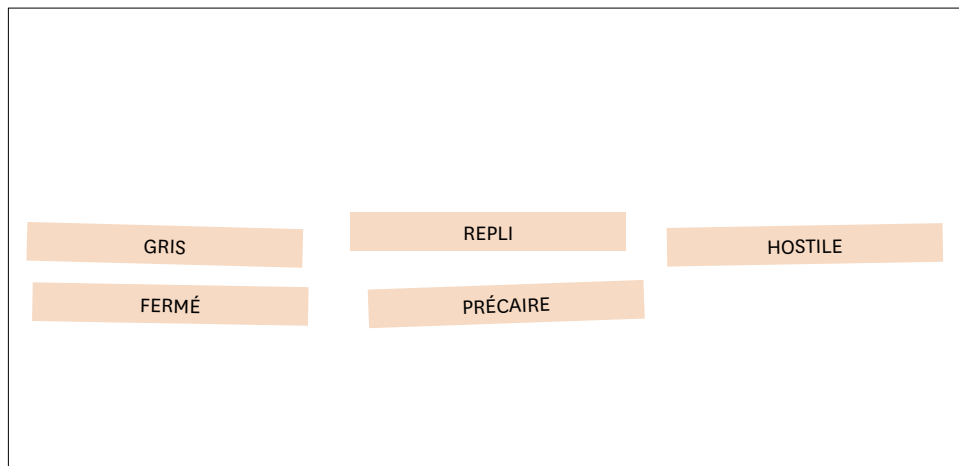 GRIS
REPLI
HOSTILE
FERMÉ
PRÉCAIRE